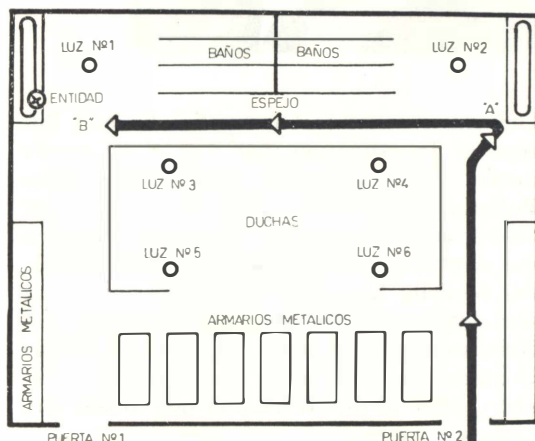 LUZ Nº1
BAÑOS
BAÑOS
LUZ Nº2
ENTIDAD
ESPEJO
"A"
"B"
LUZ Nº3
LUZ Nº4
DUCHAS
LUZ Nº5
LUZ Nº6
ARMARIOS METALICOS
ARMARIOS METALICOS
PUERTA Nº1
PUERTA Nº2